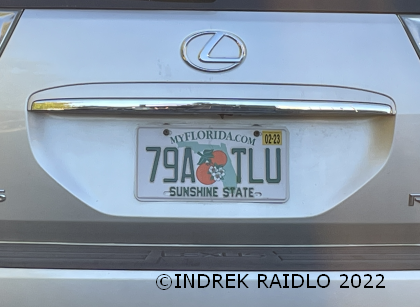 MYFLORIDA.COM 02-23
79A TLU
SUNSHINE STATE
©INDREK RAIDLO 2022